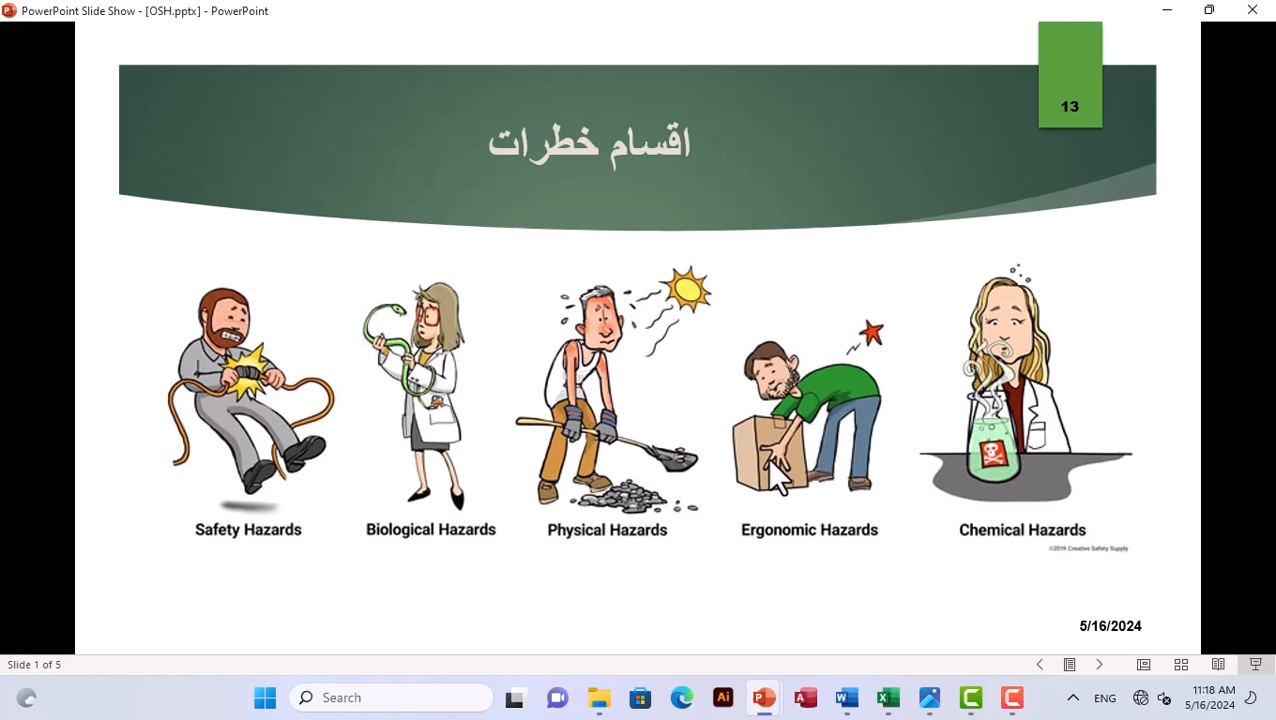 PowerPoint Slide Show - [OSH.pptx] - PowerPoint
13
اقسام خطرات
Safety Hazards
Biological Hazards
Physical Hazards
Ergonomic Hazards
Chemical Hazards
©2019 Creative Safety Supply
5/16/2024
Slide 1 of 5
Search
Ai
ENG
11:18 AM
5/16/2024